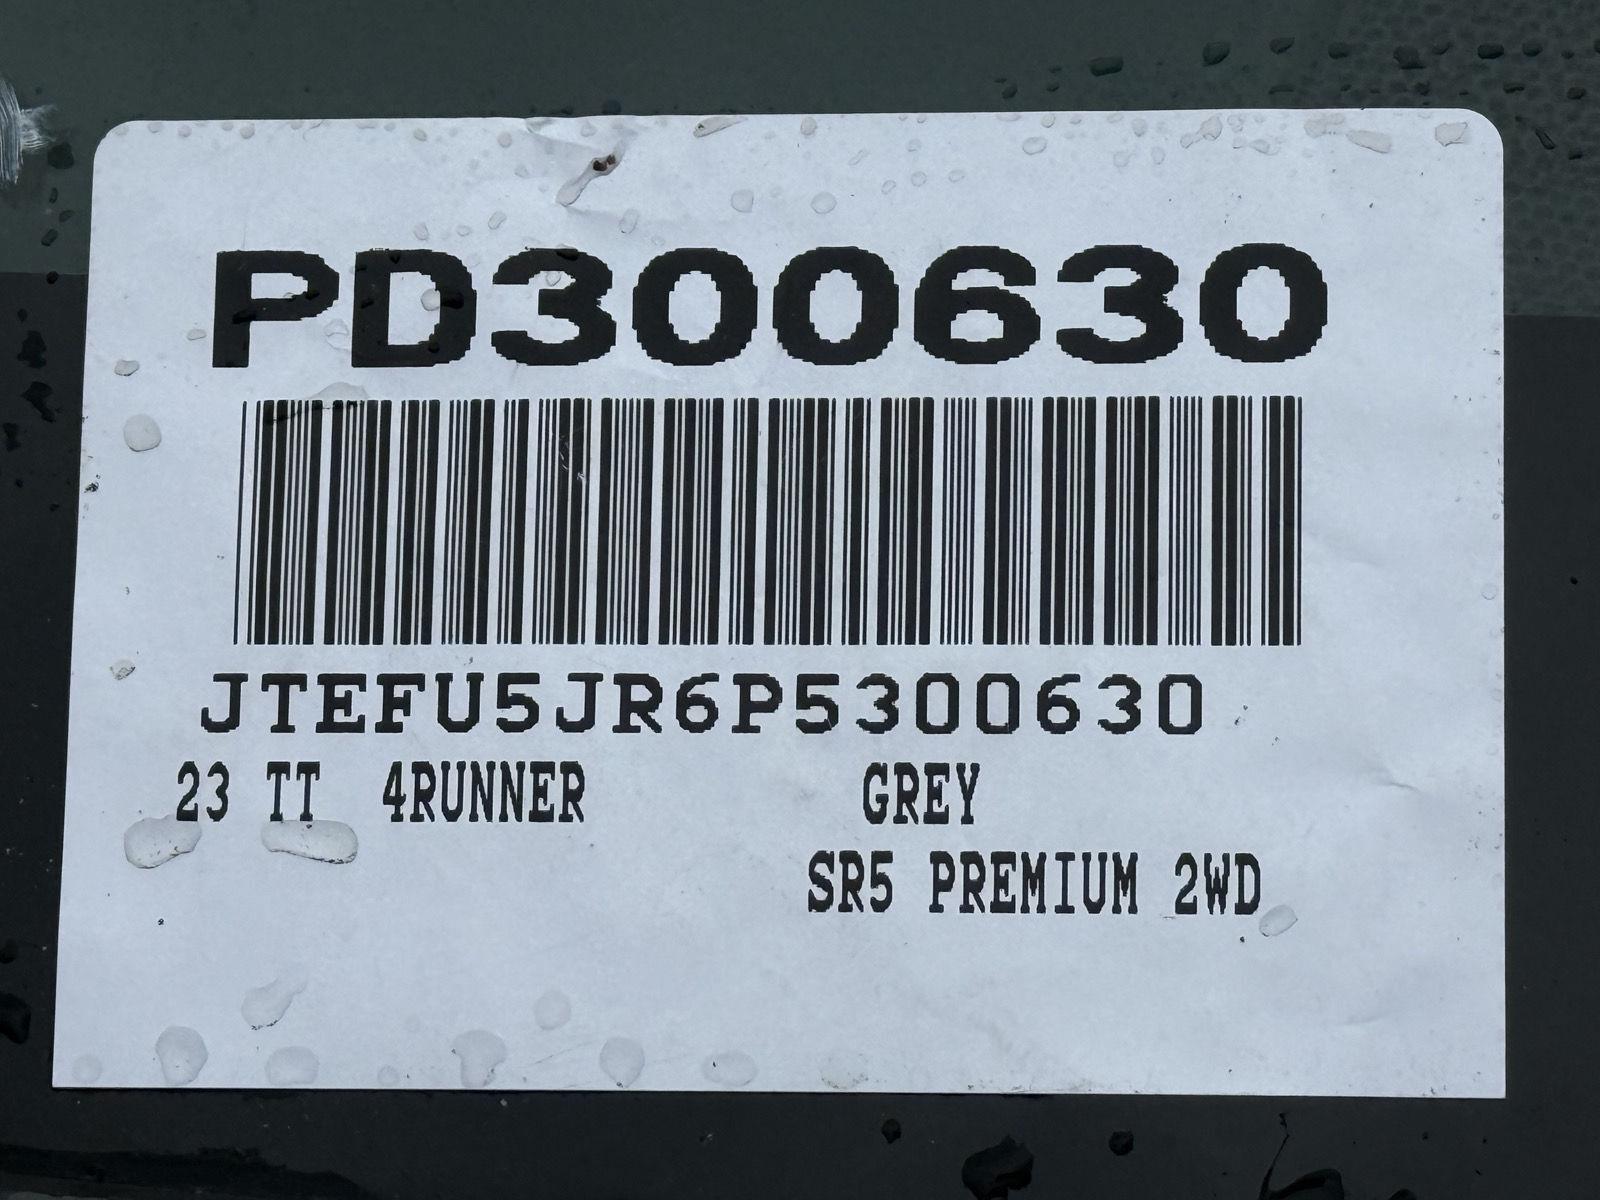 PD300630
JTEFU5JR6P5300630
23 TT 4RUNNER GREY
SR5 PREMIUM 2WD